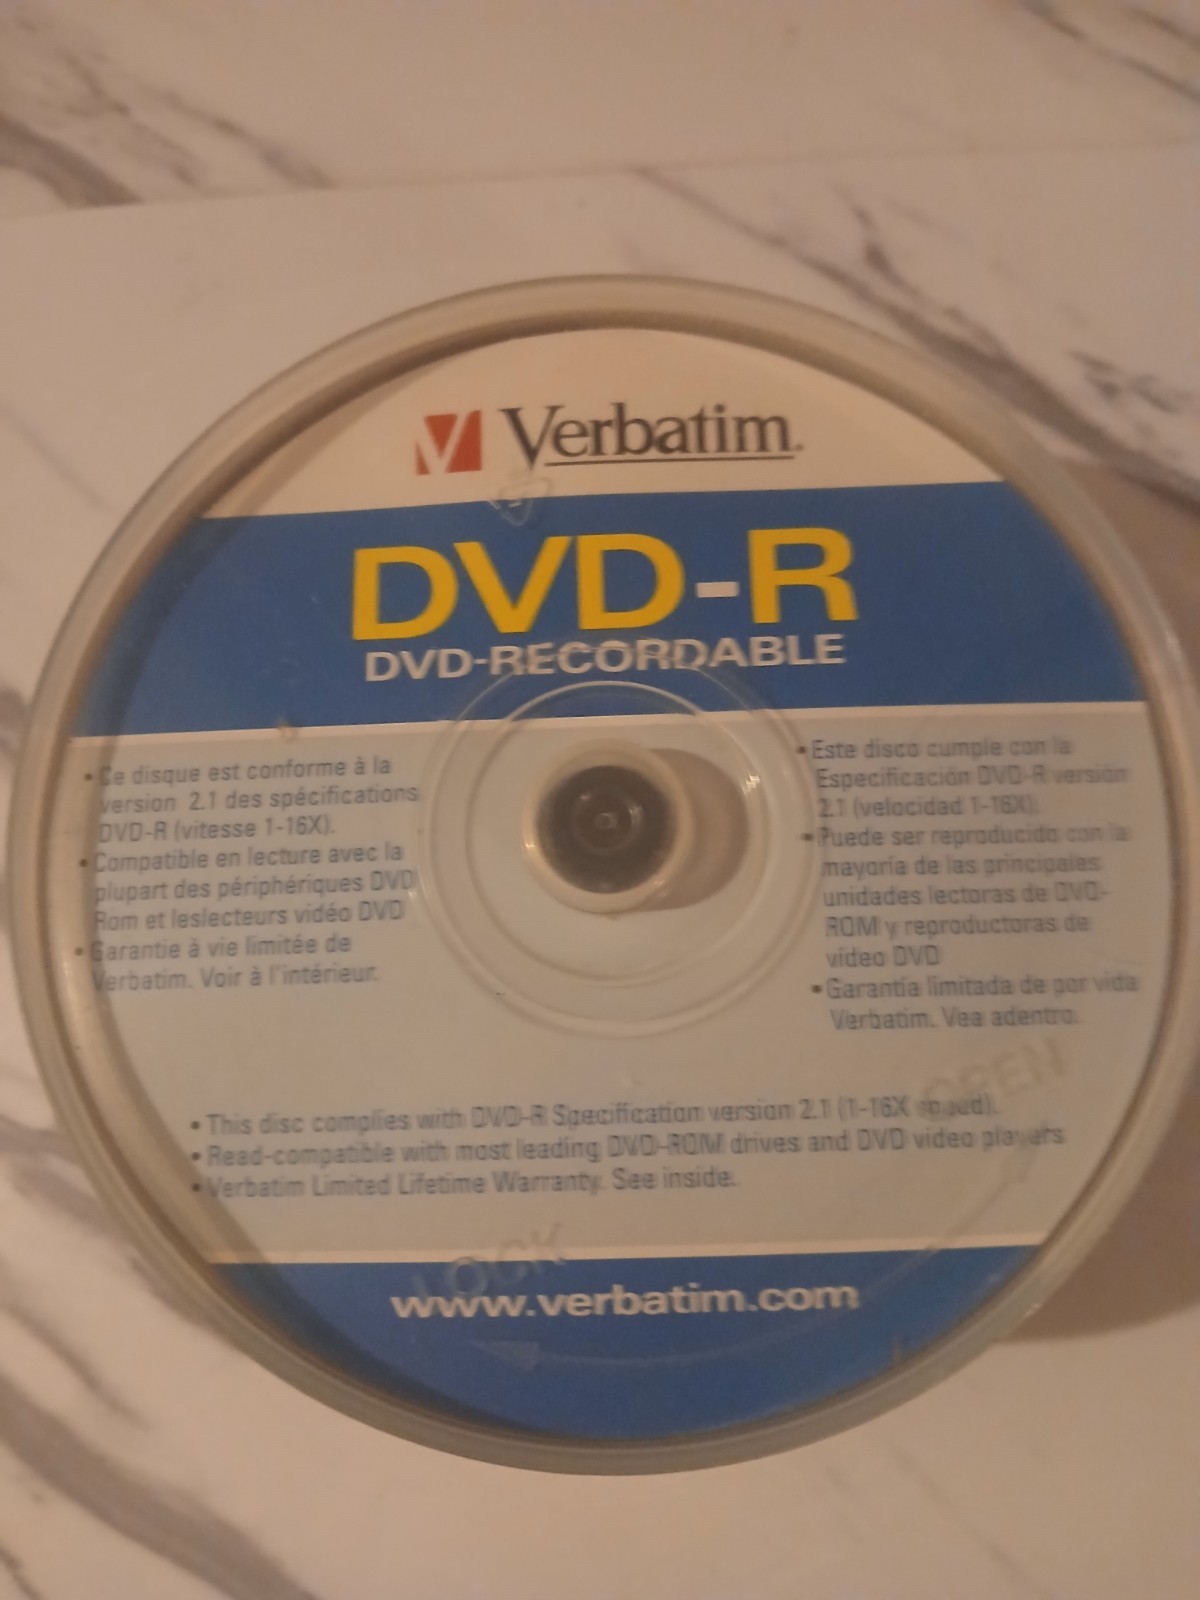 Verbatim.
DVD-R
DVD-RECORDABLE
• Ce disque est conforme à la
version 2.1 des spécifications
DVD-R (vitesse 1-16X).
• Compatible en lecture avec la
plupart des périphériques DVD
Rom et leslecteurs vidéo DVD
• Garantie à vie limitée de
Verbatim. Voir à l'intérieur.
• Este disco cumple con la
Especificación DVD-R versión
2.1 (velocidad 1-16X).
• Puede ser reproducido con la
mayoría de las principales
unidades lectoras de DVD-
ROM y reproductoras de
vídeo DVD
• Garantía limitada de por vida
Verbatim. Vea adentro.
OPEN
• This disc complies with DVD-R Specification version 2.1 (1-16X speed).
• Read-compatible with most leading DVD-ROM drives and DVD video players
• Verbatim Limited Lifetime Warranty. See inside.
LOCK
www.verbatim.com